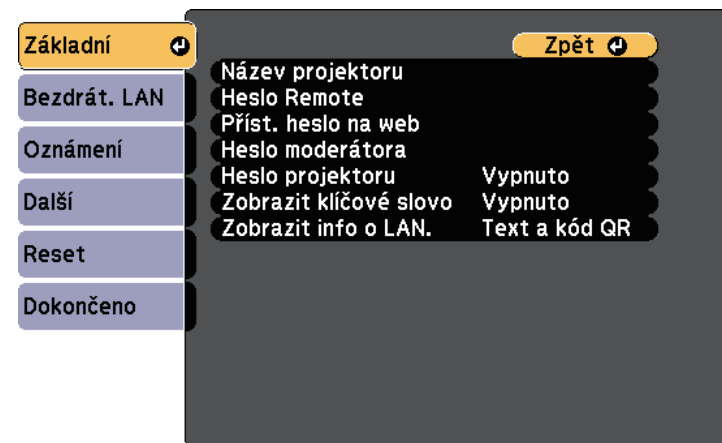 Základní
Bezdrát. LAN
Oznámení
Další
Reset
Dokončeno
Zpět
Název projektoru
Heslo Remote
Příst. heslo na web
Heslo moderátora
Heslo projektoru Vypnuto
Zobrazit klíčové slovo Vypnuto
Zobrazit info o LAN. Text a kód QR